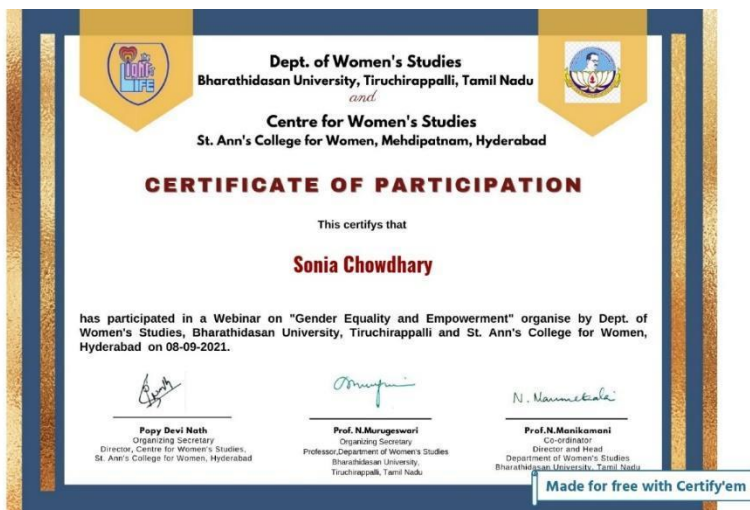 Light
LIFE
Dept. of Women's Studies
Bharathidasan University, Tiruchirappalli, Tamil Nadu
and
Centre for Women's Studies
St. Ann's College for Women, Mehdipatnam, Hyderabad
CERTIFICATE OF PARTICIPATION
This certifys that
Sonia Chowdhary
has participated in a Webinar on "Gender Equality and Empowerment" organise by Dept. of
Women's Studies, Bharathidasan University, Tiruchirappalli and St. Ann's College for Women,
Hyderabad on 08-09-2021.
Popy Devi Nath
Organizing Secretary
Director, Centre for Women's Studies,
St. Ann's College for Women, Hyderabad
Prof. N.Murugeswari
Organizing Secretary
Professor,Department of Women's Studies
Bharathidasan University,
Tiruchirappalli, Tamil Nadu
Prof.N.Manikamani
Co-ordinator
Director and Head
Department of Women's Studies
Bharathidasan University, Tamil Nadu
Made for free with Certify'em